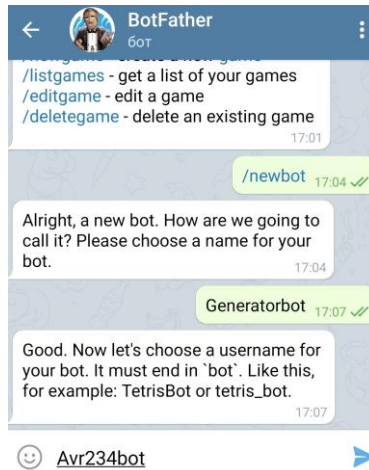 BotFather
бот
/listgames - get a list of your games
/editgame - edit a game
/deletegame - delete an existing game
17:01
/newbot 17:04
Alright, a new bot. How are we going to
call it? Please choose a name for your
bot.
17:04
Generatorbot 17:07
Good. Now let's choose a username for
your bot. It must end in `bot`. Like this,
for example: TetrisBot or tetris_bot.
17:07
Avr234bot